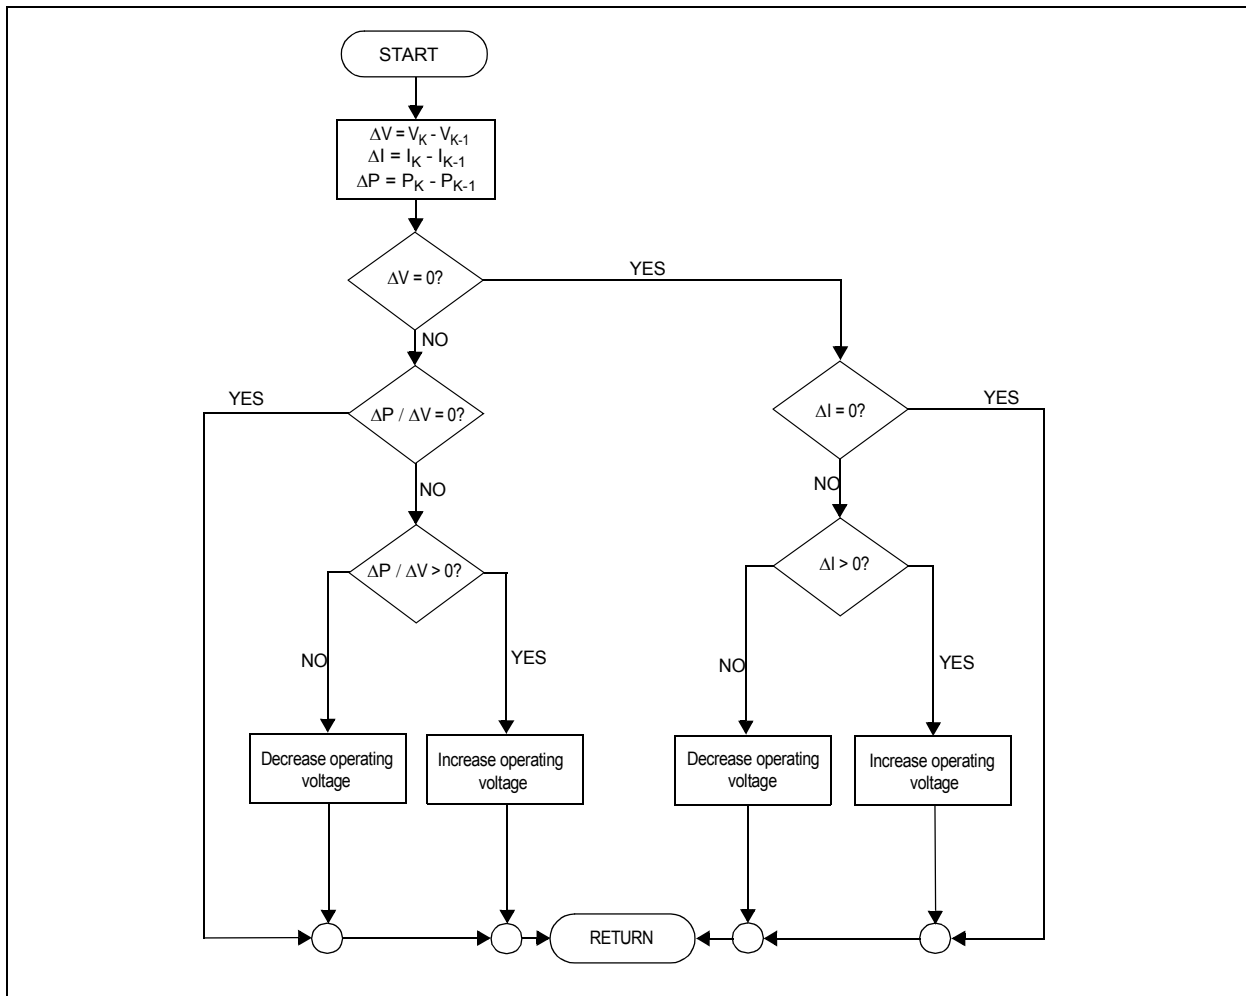 START
ΔV = V_K - V_K-1
ΔI = I_K - I_K-1
ΔP = P_K - P_K-1
ΔV = 0?
YES
NO
YES
ΔP / ΔV = 0?
ΔI = 0?
YES
NO
NO
ΔP / ΔV > 0?
ΔI > 0?
NO
YES
NO
YES
Decrease operating
voltage
Increase operating
voltage
Decrease operating
voltage
Increase operating
voltage
RETURN